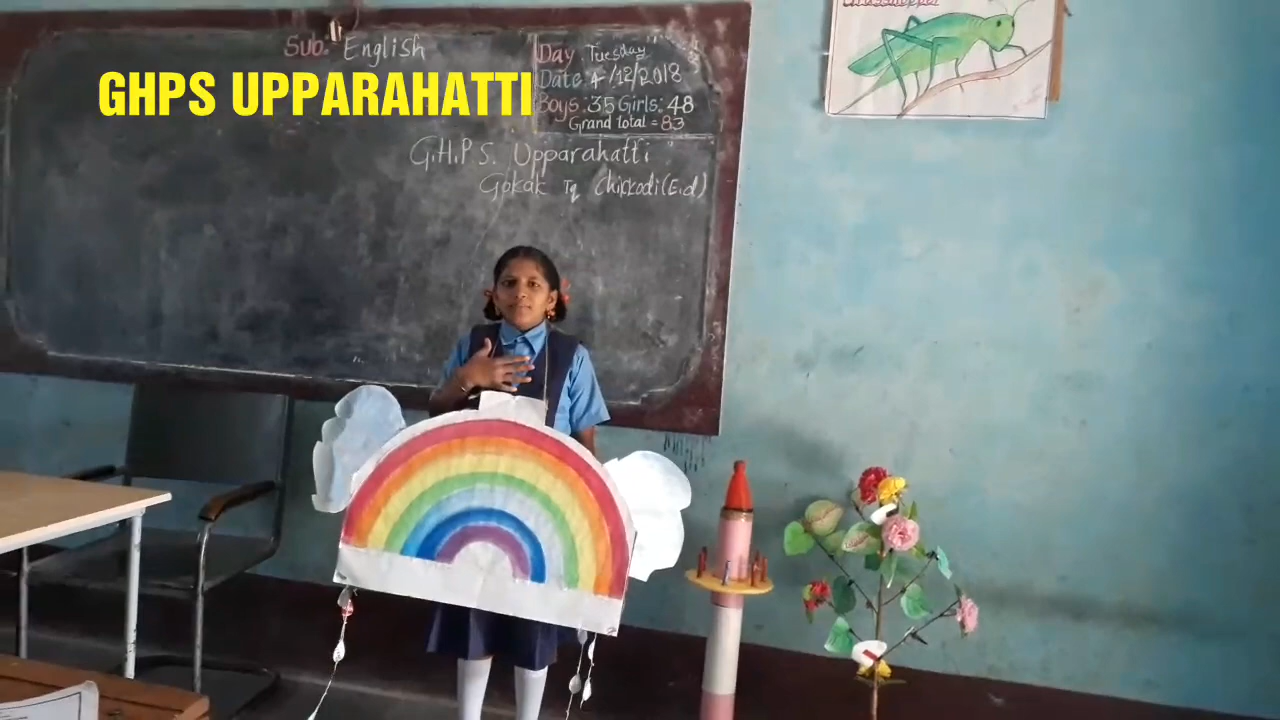 Sub: English
GHPS UPPARAHATTI
Day: Tuesday
Date: 4/12/2018
Boys: 35 Girls: 48
Grand total = 83
G.H.P.S. Upparahatti
Gokak Tq Chikkodi(E.d)